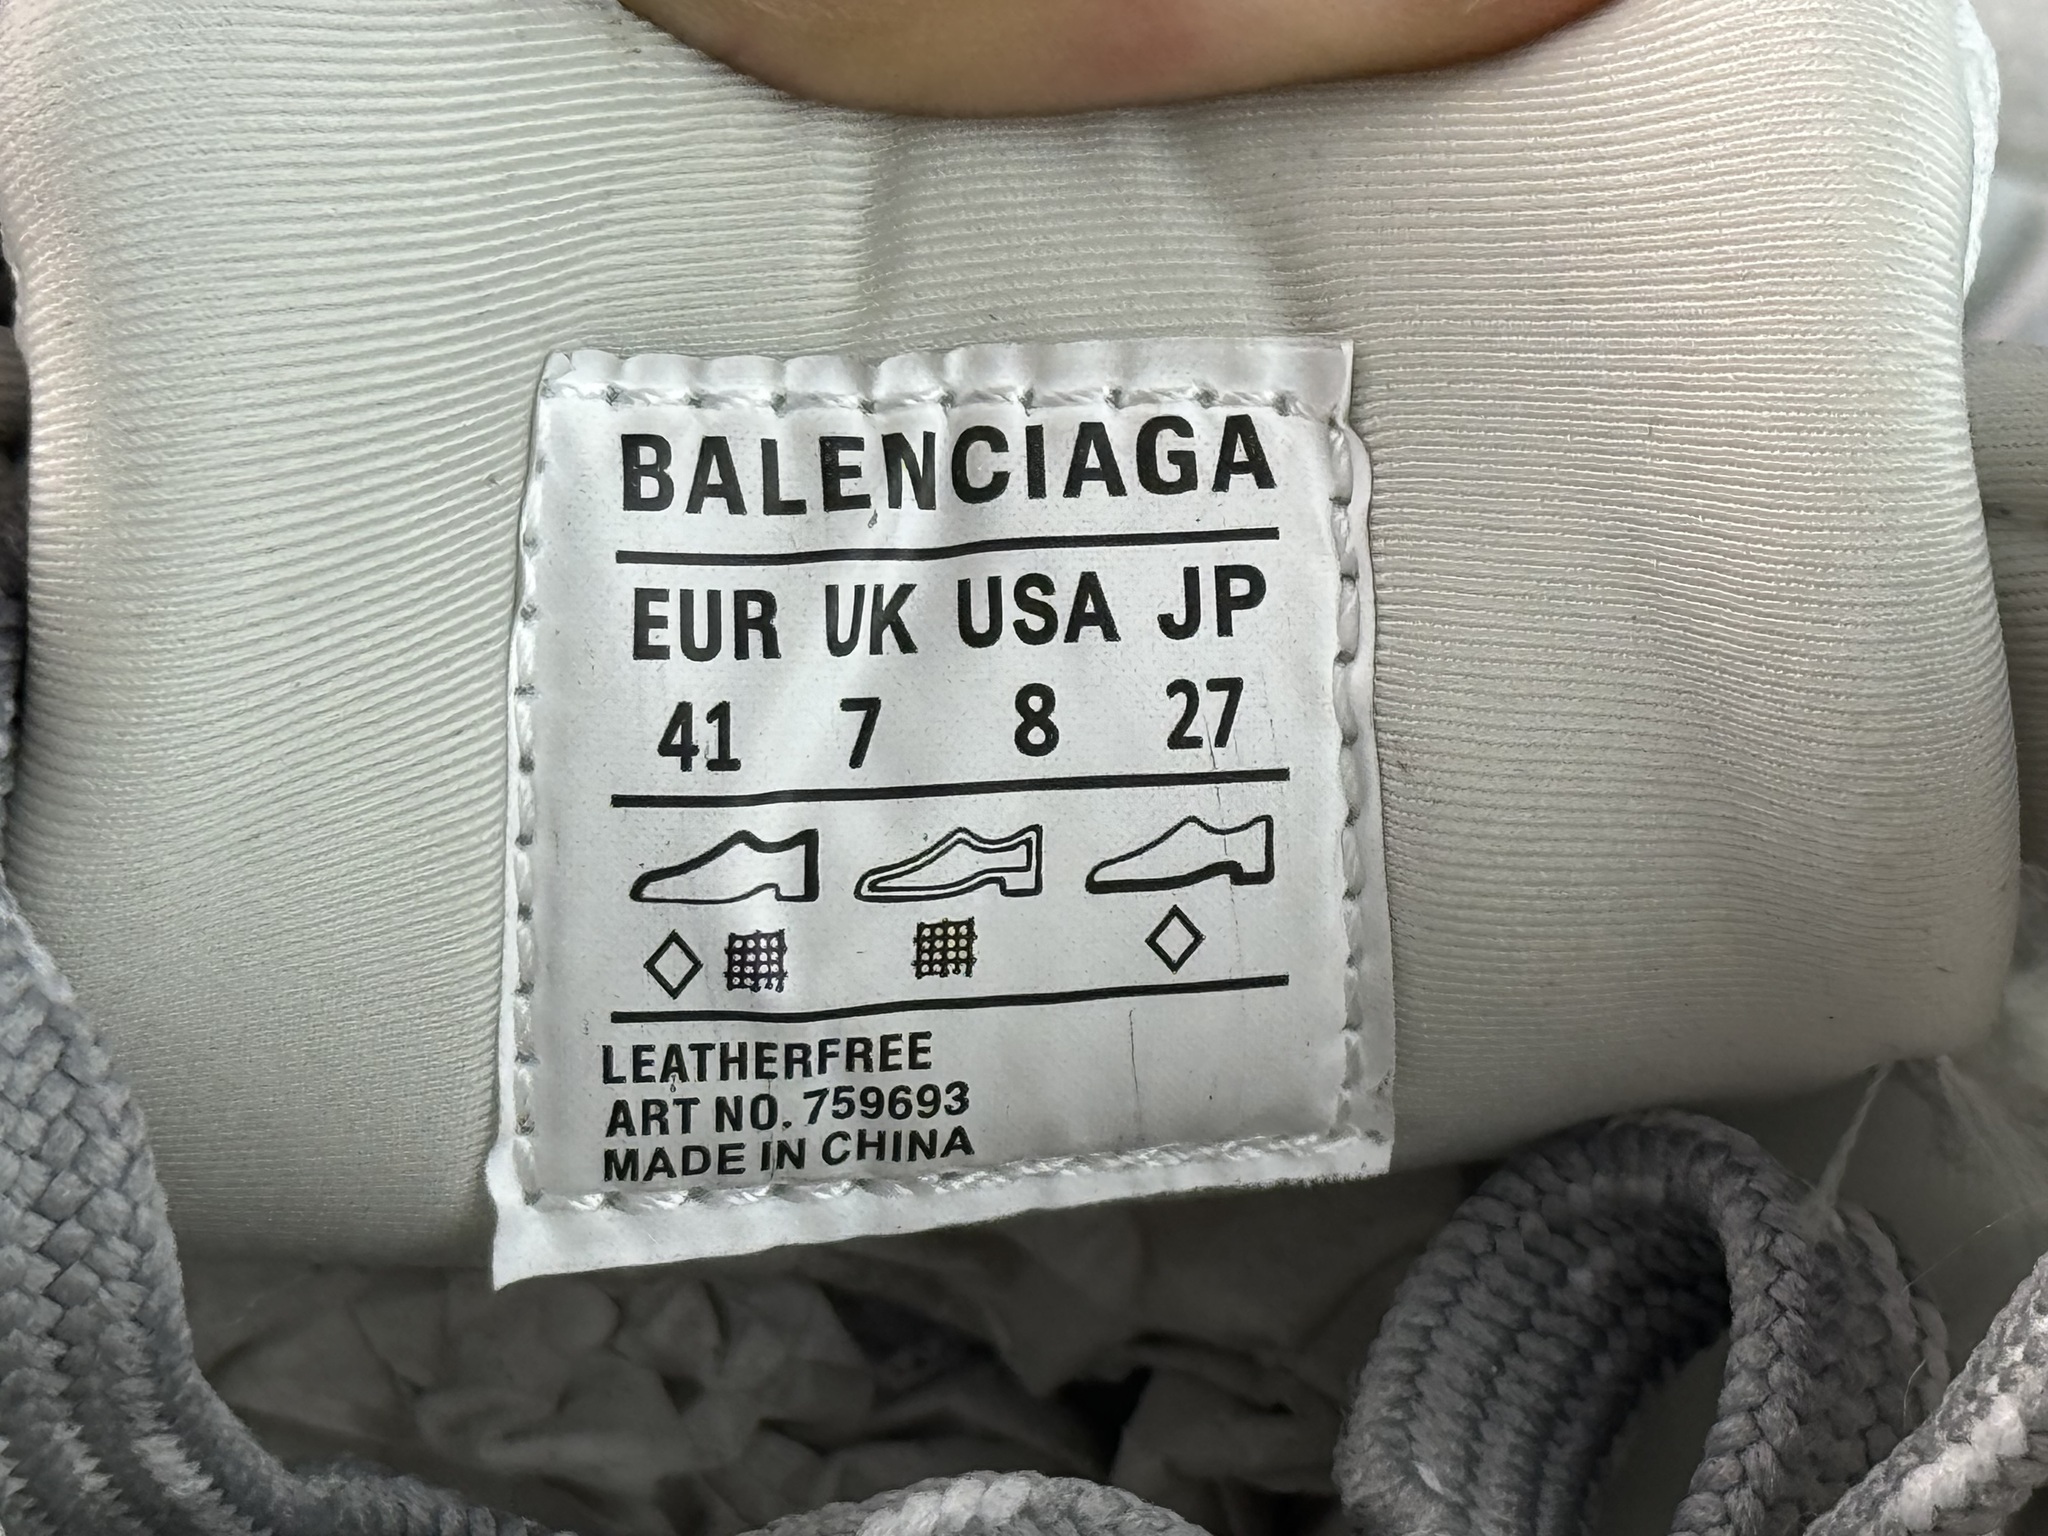 BALENCIAGA
EUR UK USA JP
41 7 8 27
LEATHERFREE
ART NO. 759693
MADE IN CHINA